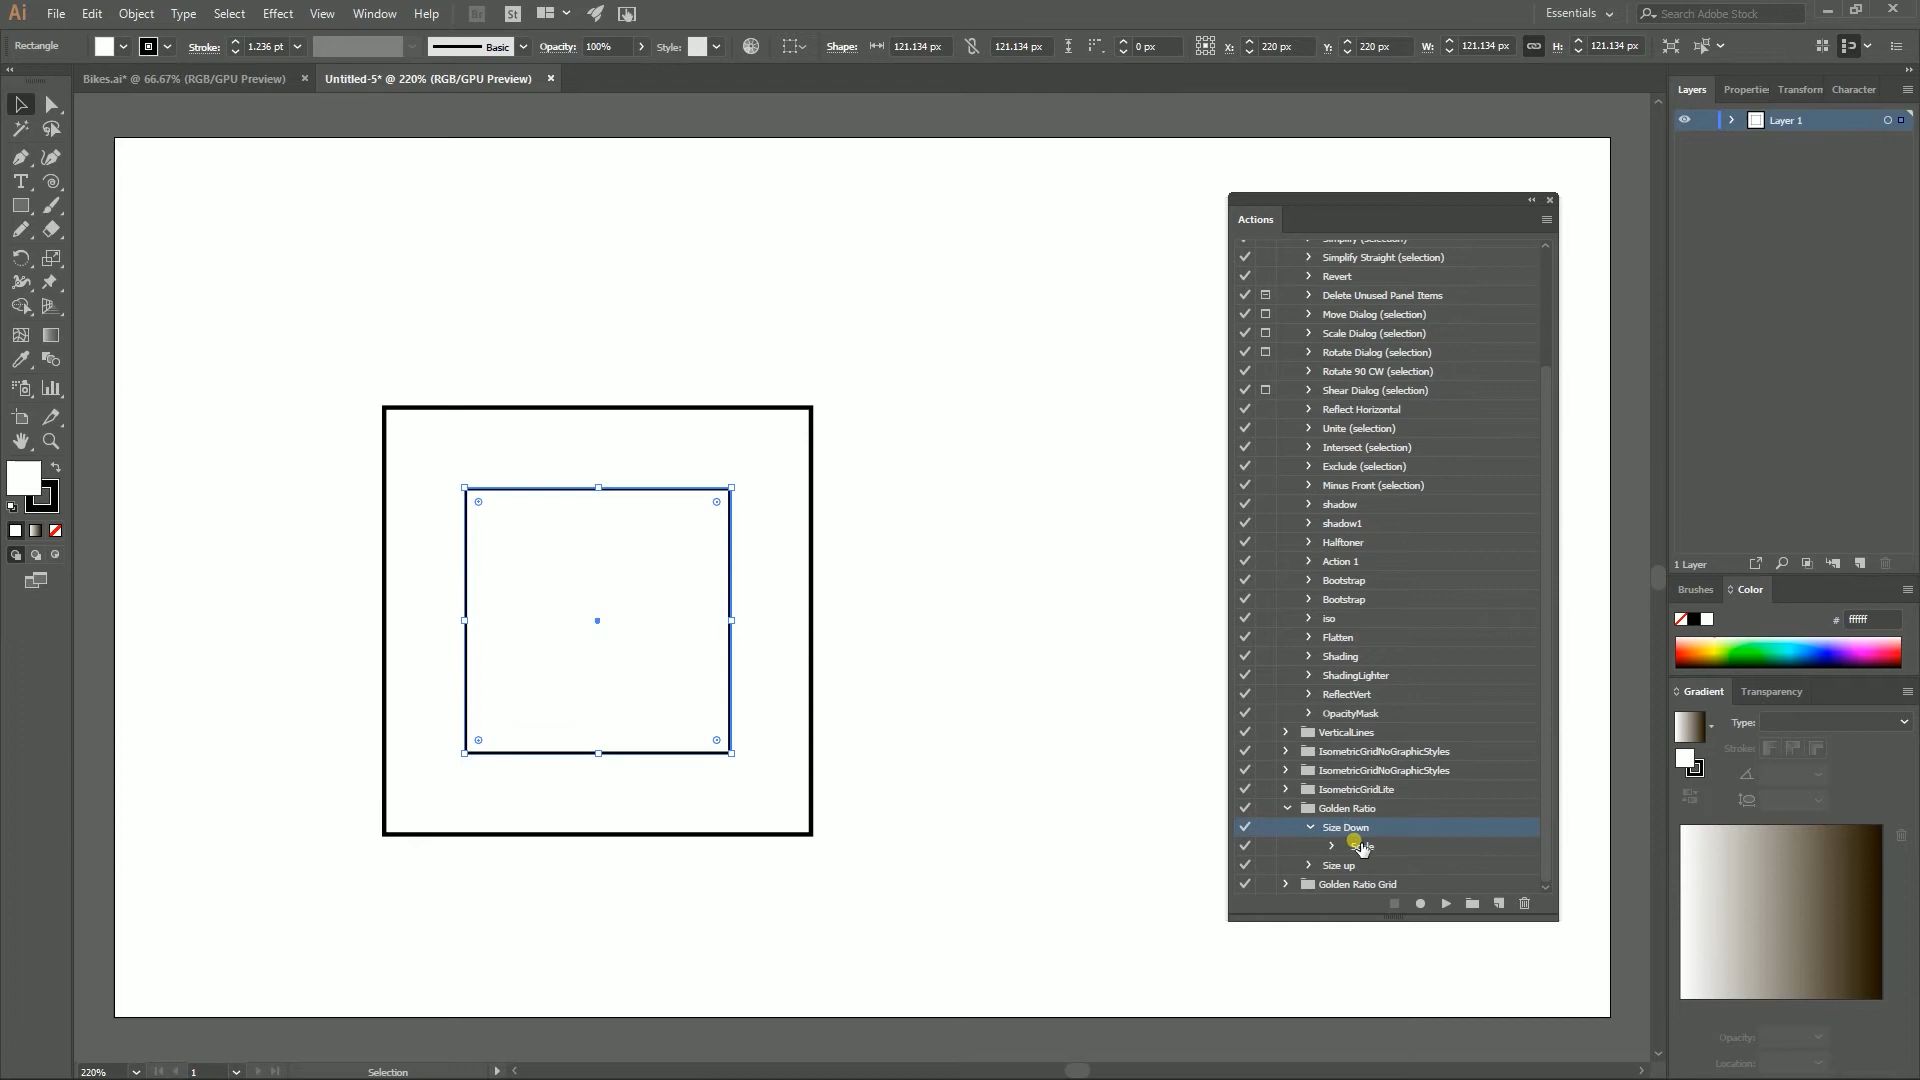 Ai File Edit Object Type Select Effect View Window Help Br St Essentials Search Adobe Stock
Rectangle Stroke: 1.236 pt Basic Opacity: 100% Style: Shape: 121.134 px 121.134 px 0 px X: 220 px Y: 220 px W: 121.134 px H: 121.134 px
Bikes.ai* @ 66.67% (RGB/GPU Preview) Untitled-5* @ 220% (RGB/GPU Preview)
Layers Properties Transform Character
Layer 1
Actions
Simplify (selection)
Simplify Straight (selection)
Revert
Delete Unused Panel Items
Move Dialog (selection)
Scale Dialog (selection)
Rotate Dialog (selection)
Rotate 90 CW (selection)
Shear Dialog (selection)
Reflect Horizontal
Unite (selection)
Intersect (selection)
Exclude (selection)
Minus Front (selection)
shadow
shadow1
Halftoner
Action 1
Bootstrap
Bootstrap
iso
Flatten
Shading
ShadingLighter
ReflectVert
OpacityMask
VerticalLines
IsometricGridNoGraphicStyles
IsometricGridNoGraphicStyles
IsometricGridLite
Golden Ratio
Size Down
Scale
Size up
Golden Ratio Grid
1 Layer
Brushes Color
# ffffff
Gradient Transparency
Type:
Stroke:
Opacity:
Location:
220% 1 Selection